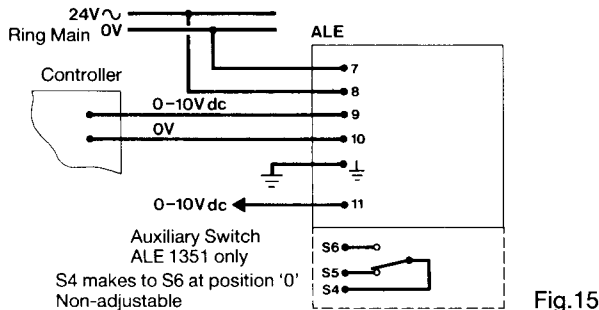 24V~
0V
Ring Main
ALE
7
Controller
8
0-10V dc
9
0V
10
0-10V dc
11
Auxiliary Switch
ALE 1351 only
S4 makes to S6 at position '0'
Non-adjustable
S6
S5
S4
Fig.15